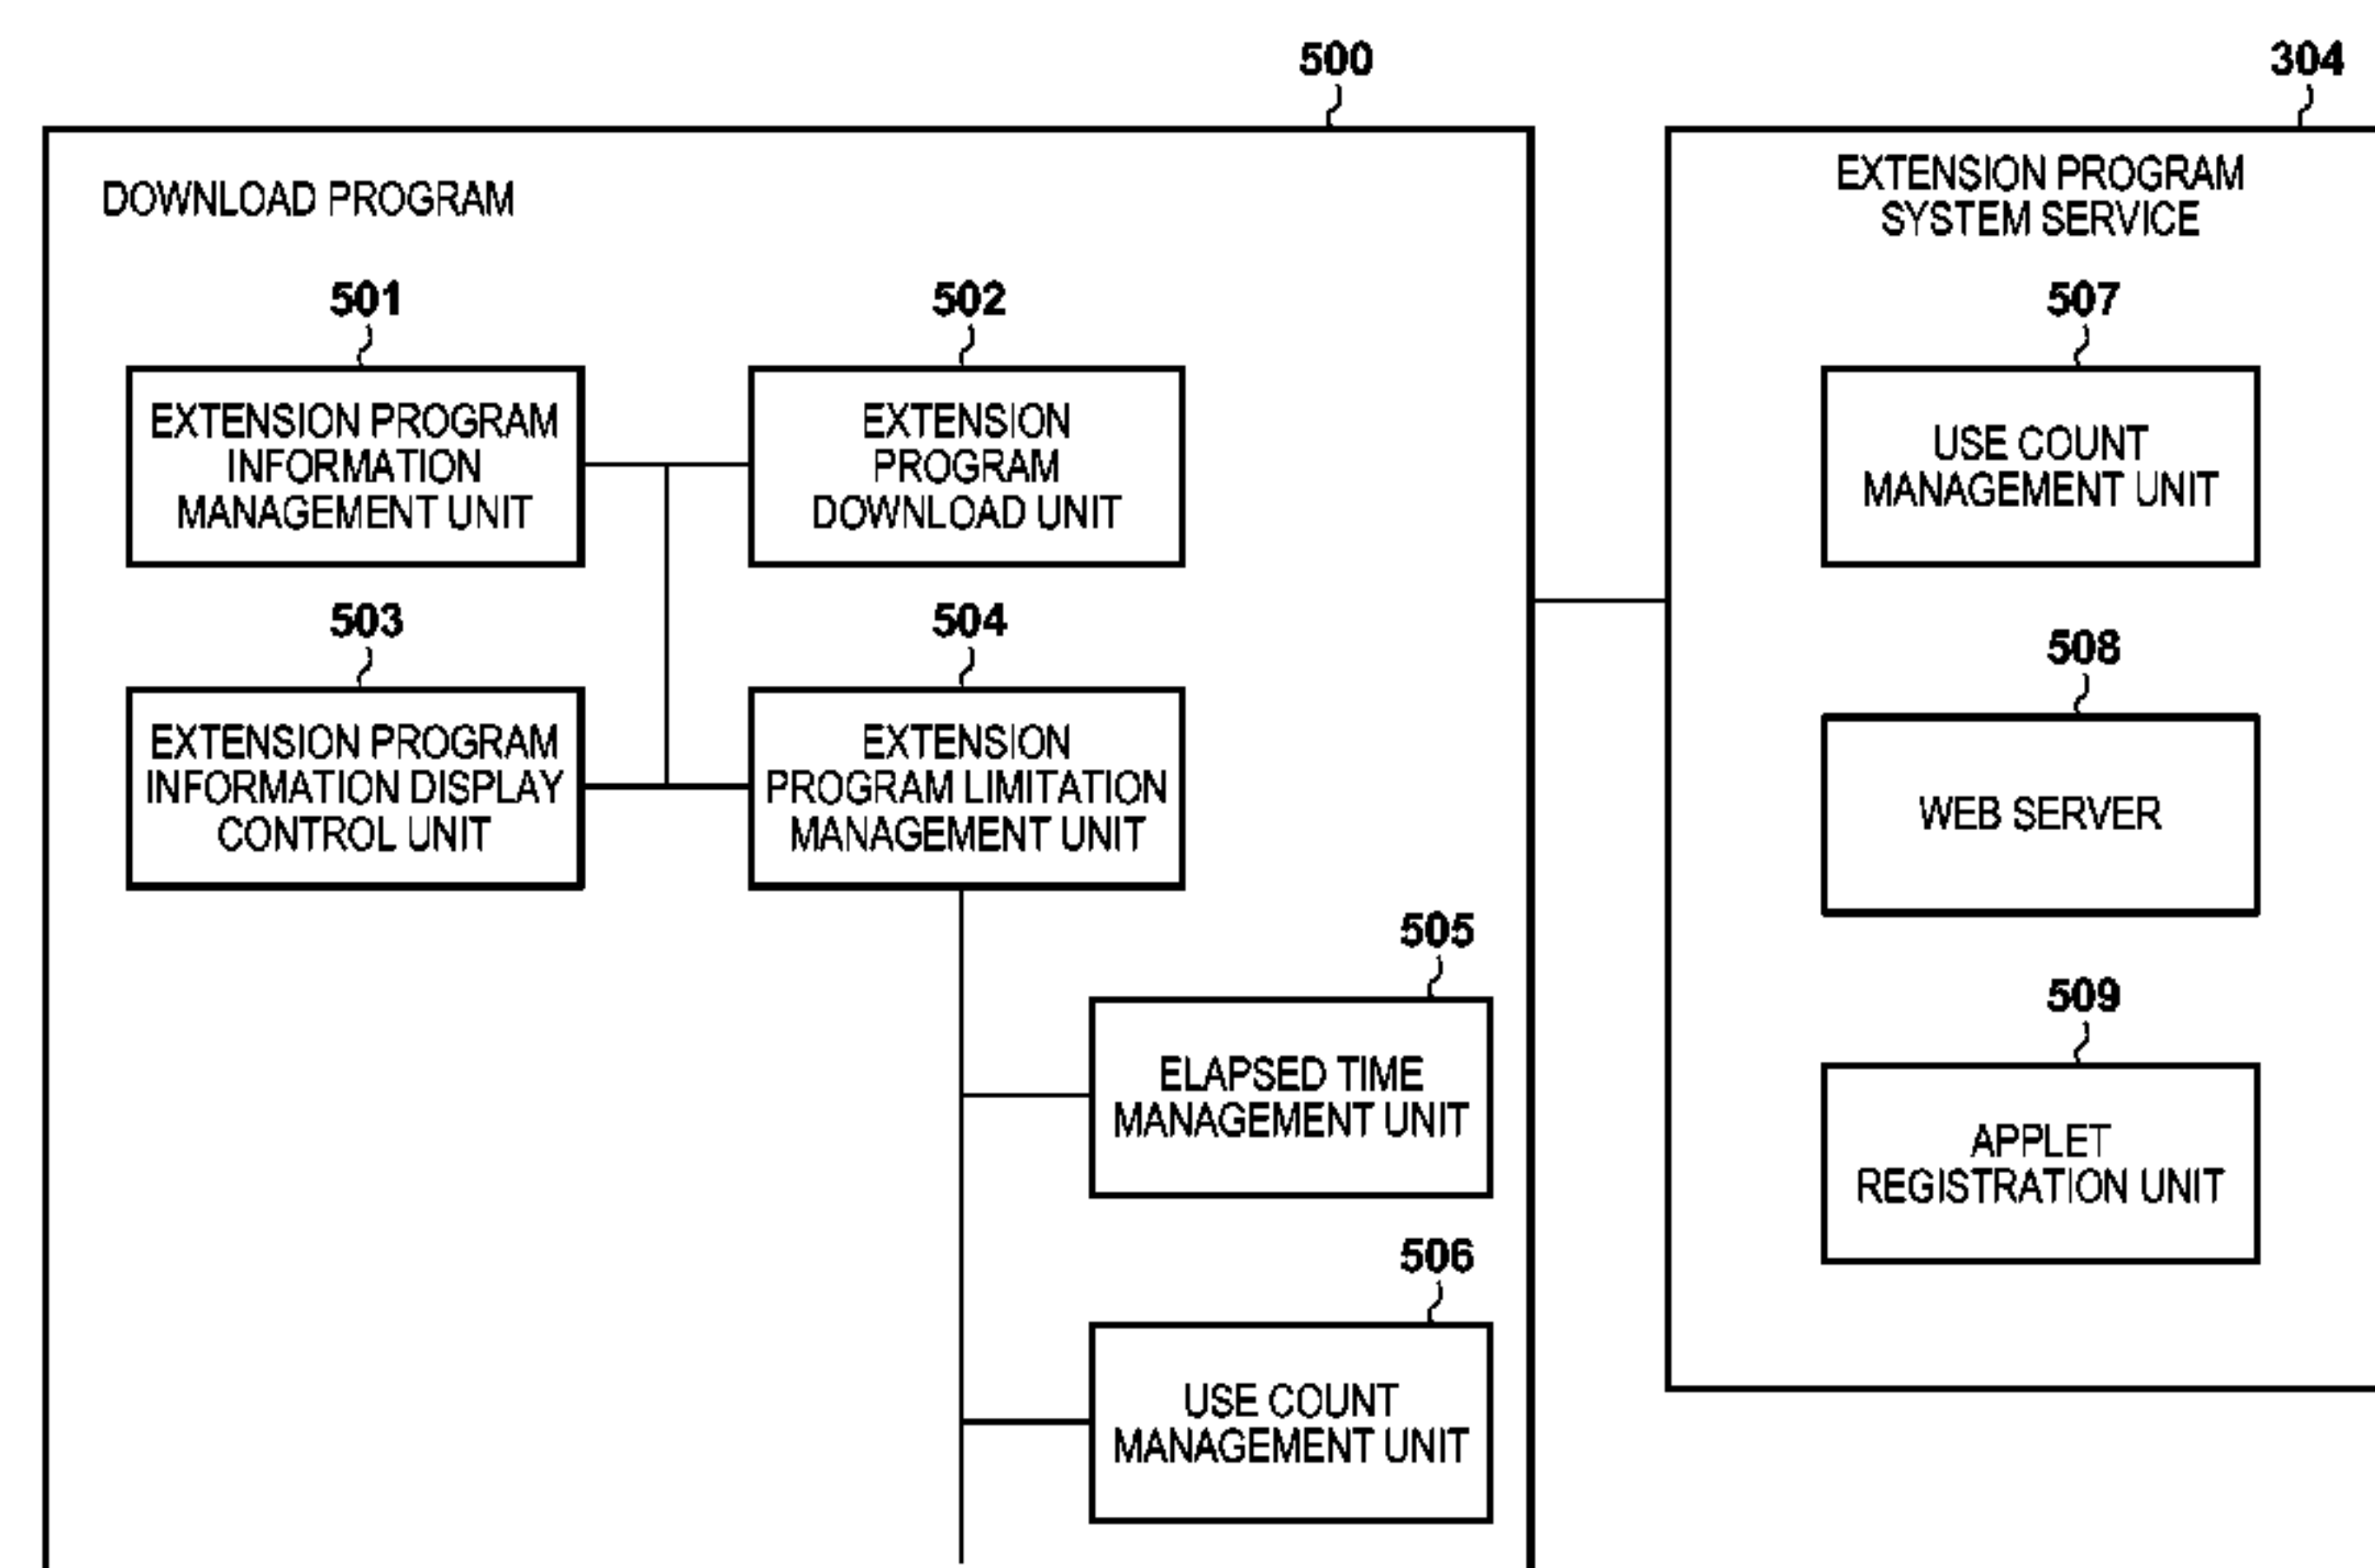 500
DOWNLOAD PROGRAM
501
EXTENSION PROGRAM
INFORMATION
MANAGEMENT UNIT
502
EXTENSION
PROGRAM
DOWNLOAD UNIT
503
EXTENSION PROGRAM
INFORMATION DISPLAY
CONTROL UNIT
504
EXTENSION
PROGRAM LIMITATION
MANAGEMENT UNIT
505
ELAPSED TIME
MANAGEMENT UNIT
506
USE COUNT
MANAGEMENT UNIT
304
EXTENSION PROGRAM
SYSTEM SERVICE
507
USE COUNT
MANAGEMENT UNIT
508
WEB SERVER
509
APPLET
REGISTRATION UNIT